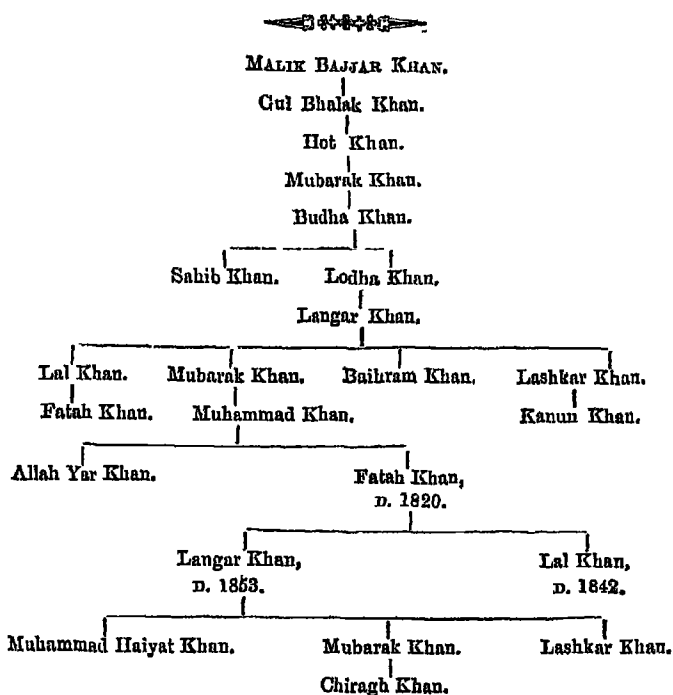 MALIK BAJJAR KHAN.
Gul Bhalak Khan.
Hot Khan.
Mubarak Khan.
Budha Khan.
Sahib Khan. Lodha Khan.
Langar Khan.
Lal Khan. Mubarak Khan. Baihram Khan. Lashkar Khan.
Fatah Khan. Muhammad Khan. Kanun Khan.
Allah Yar Khan. Fatah Khan,
D. 1820.
Langar Khan, Lal Khan,
D. 1853. D. 1842.
Muhammad Haiyat Khan. Mubarak Khan. Lashkar Khan.
Chiragh Khan.